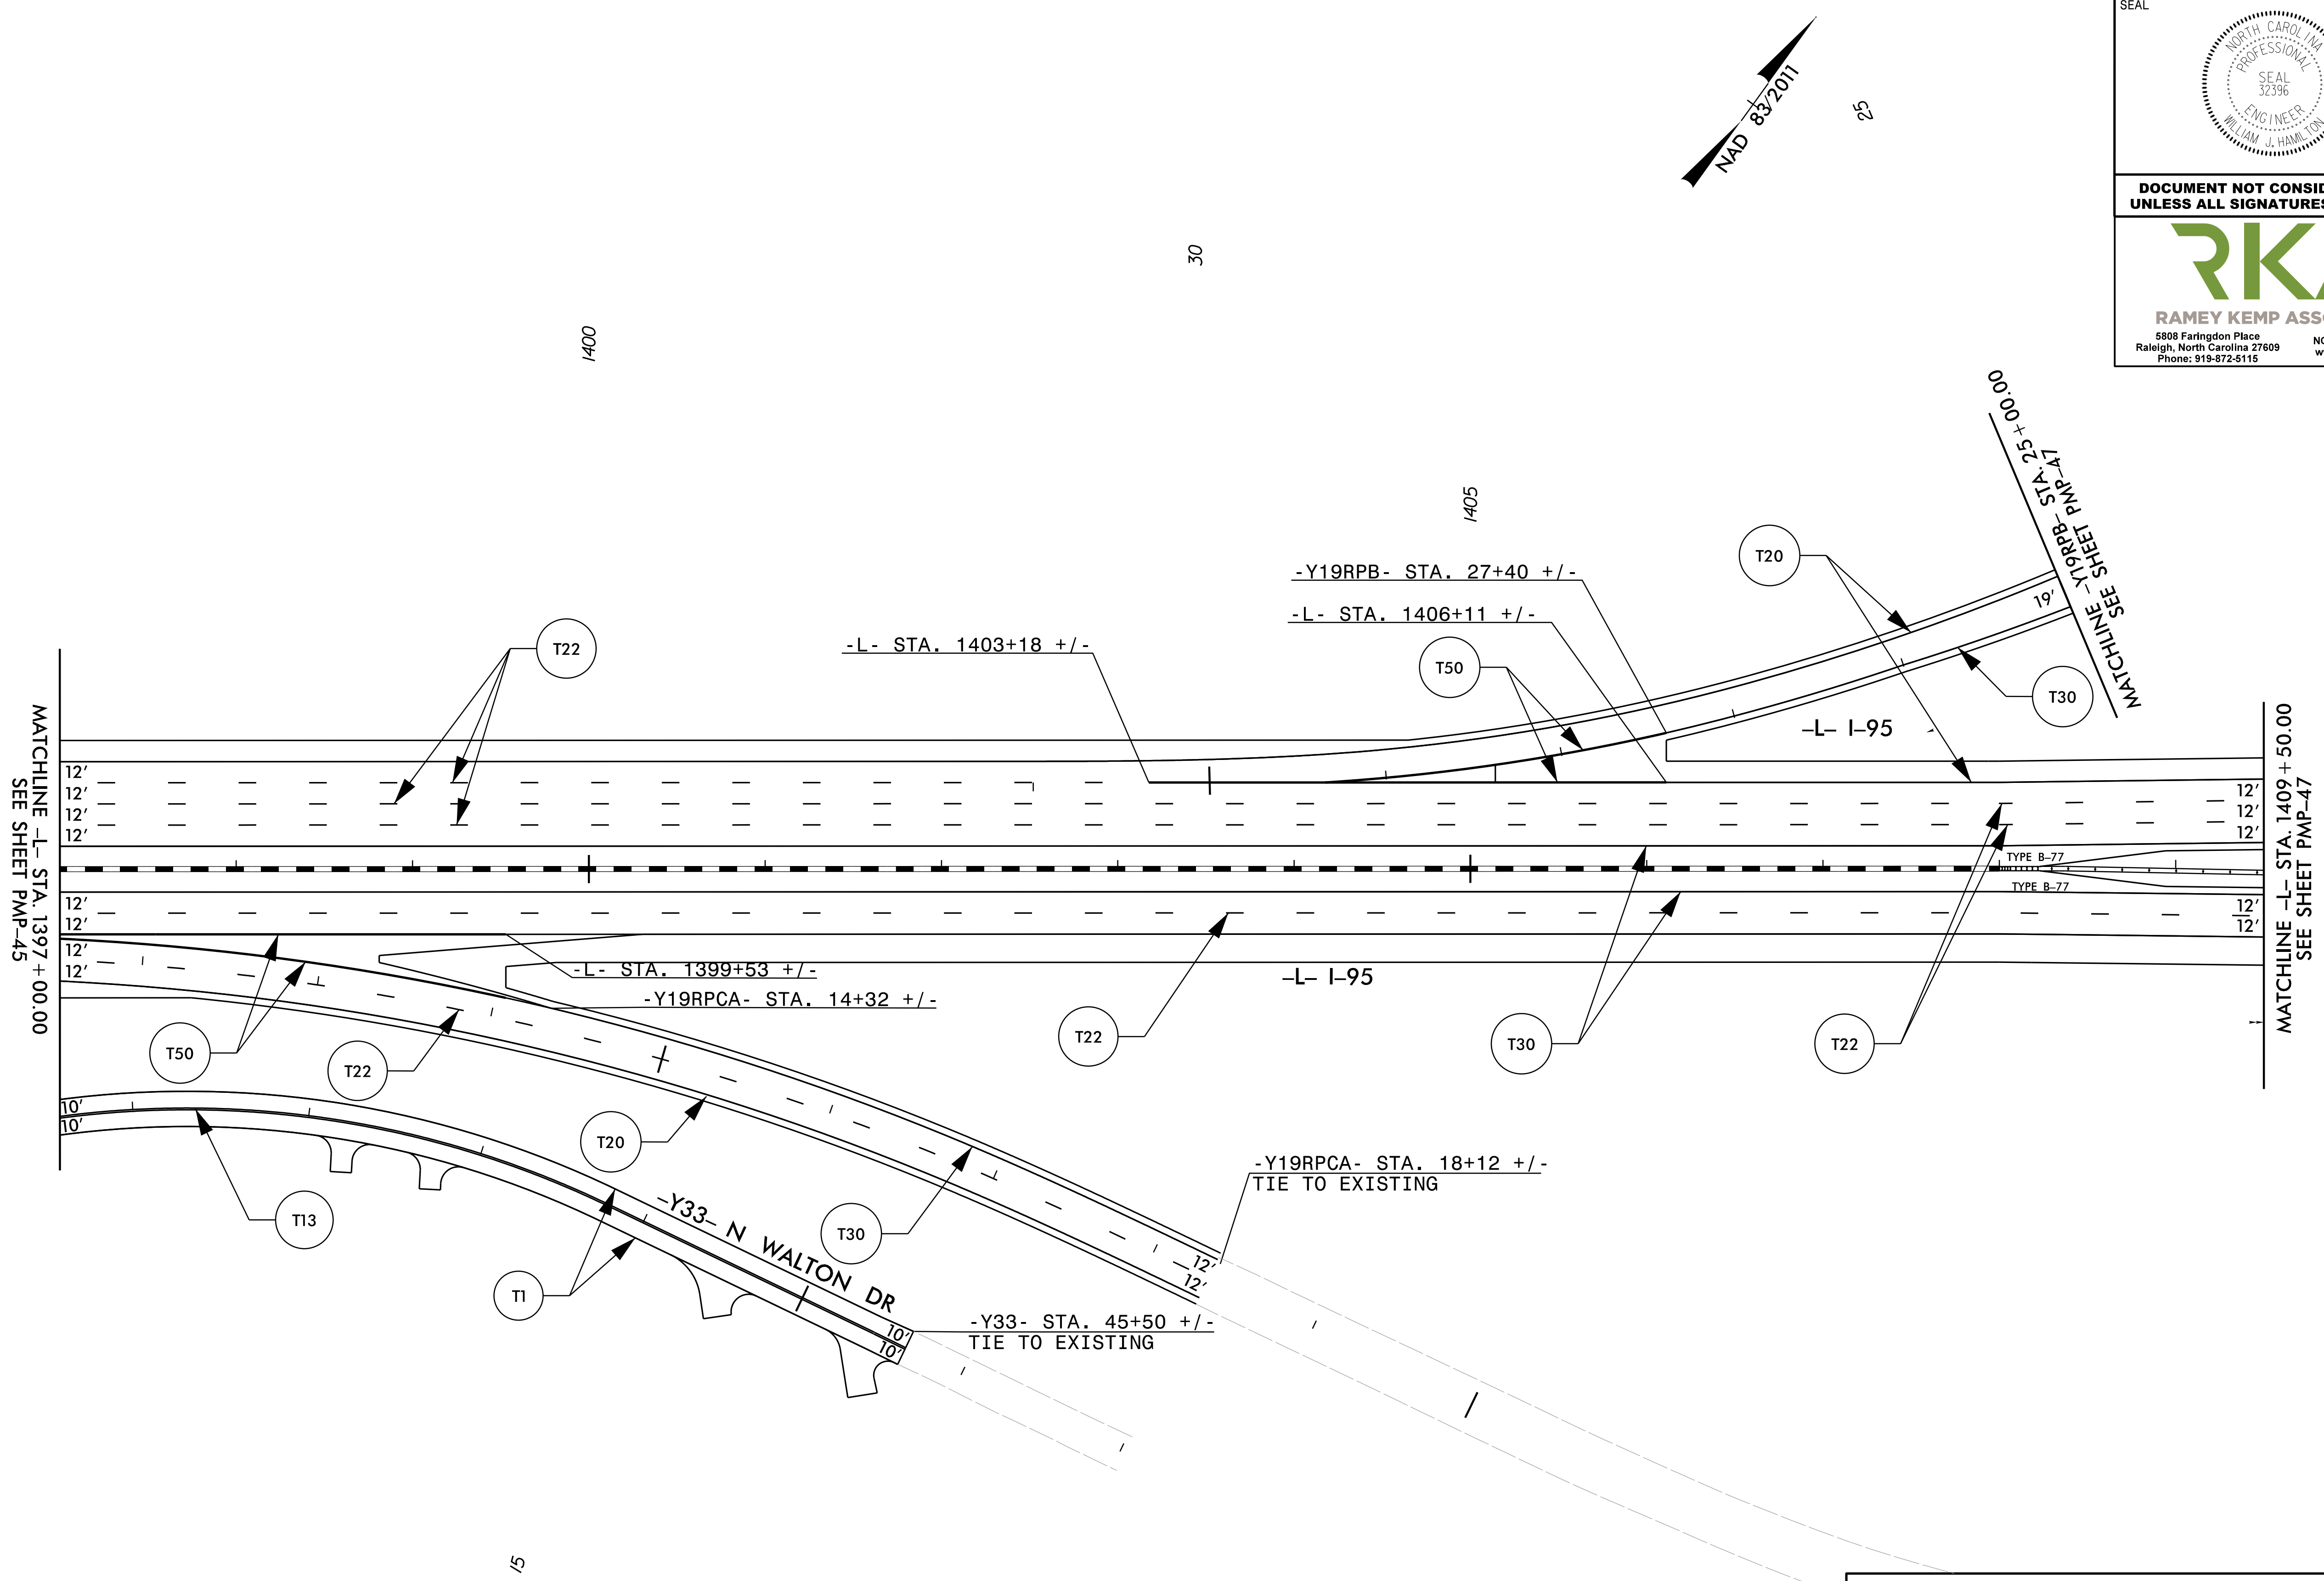 SEAL
NORTH CAROLINA
PROFESSIONAL
SEAL
32396
ENGINEER
WILLIAM J. HAMILTON
DOCUMENT NOT CONSID
UNLESS ALL SIGNATURES
RKA
RAMEY KEMP ASS
5808 Faringdon Place
Raleigh, North Carolina 27609
Phone: 919-872-5115
NAD 83/2011
25
30
1400
1405
MATCHLINE -Y19RPB- STA. 25+00.00
SEE SHEET PMP-47
T20
-Y19RPB- STA. 27+40 +/-
-L- STA. 1406+11 +/-
19'
T22
-L- STA. 1403+18 +/-
T50
T30
-L- I-95
MATCHLINE -L- STA. 1397+00.00
SEE SHEET PMP-45
MATCHLINE -L- STA. 1409+50.00
SEE SHEET PMP-47
12'
12'
12'
12'
12'
12'
12'
TYPE B-77
TYPE B-77
12'
12'
12'
12'
12'
12'
-L- STA. 1399+53 +/-
-L- I-95
-Y19RPCA- STA. 14+32 +/-
T50
T22
T22
T30
T22
10'
10'
T20
-Y19RPCA- STA. 18+12 +/-
TIE TO EXISTING
T13
-Y33- N WALTON DR
T30
12'
12'
T1
-Y33- STA. 45+50 +/-
TIE TO EXISTING
10'
10'
15